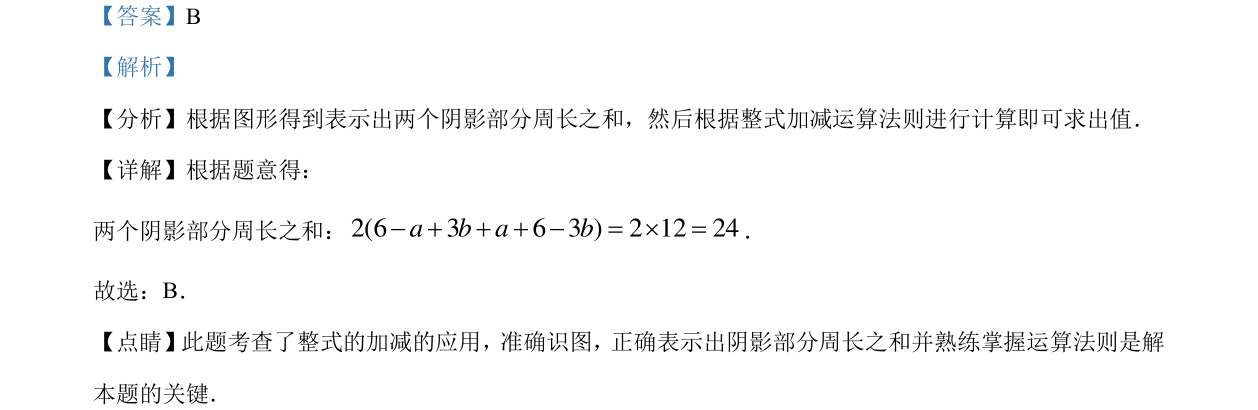 【答案】B
【解析】
【分析】根据图形得到表示出两个阴影部分周长之和，然后根据整式加减运算法则进行计算即可求出值．
【详解】根据题意得：
两个阴影部分周长之和：2(6−a+3b+a+6−3b)=2×12=24．
故选：B．
【点睛】此题考查了整式的加减的应用，准确识图，正确表示出阴影部分周长之和并熟练掌握运算法则是解
本题的关键．